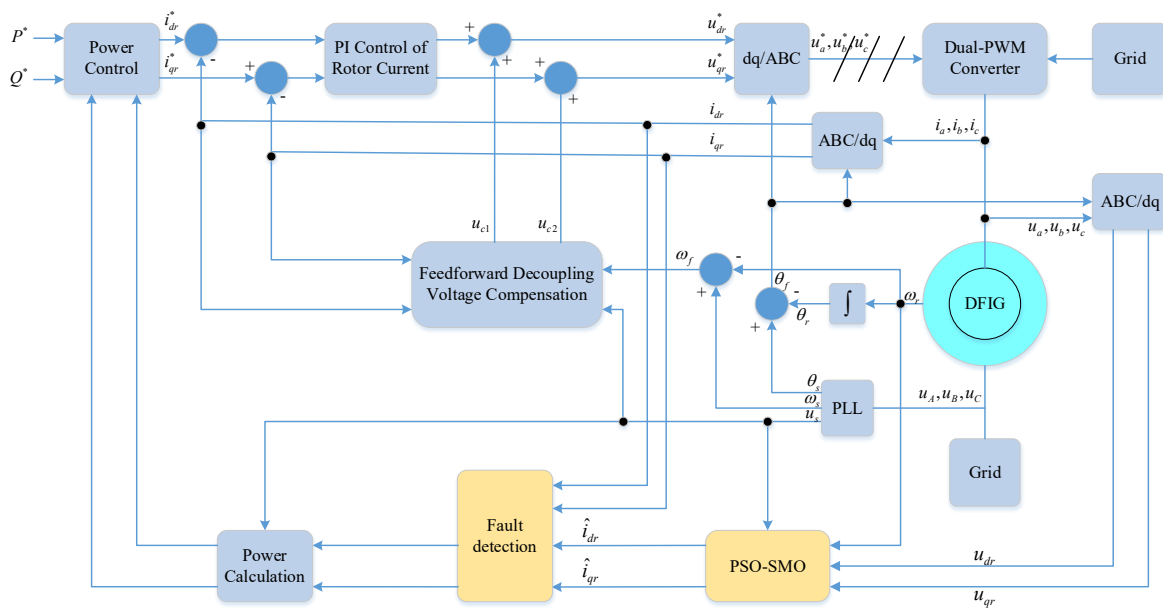 P*
Q*
Power
Control
i*dr
i*qr
-
+
-
PI Control of
Rotor Current
+
+
+
+
u*dr
u*qr
dq/ABC
u*a,u*b,u*c
Dual-PWM
Converter
Grid
idr
iqr
ABC/dq
ia,ib,ic
ABC/dq
ua,ub,uc
uc1
uc2
Feedforward Decoupling
Voltage Compensation
ωf
-
+
θf
-
+
θr
∫
ωr
DFIG
θs
ωs
us
PLL
uA,uB,uC
Grid
Fault
detection
îdr
îqr
PSO-SMO
udr
uqr
Power
Calculation